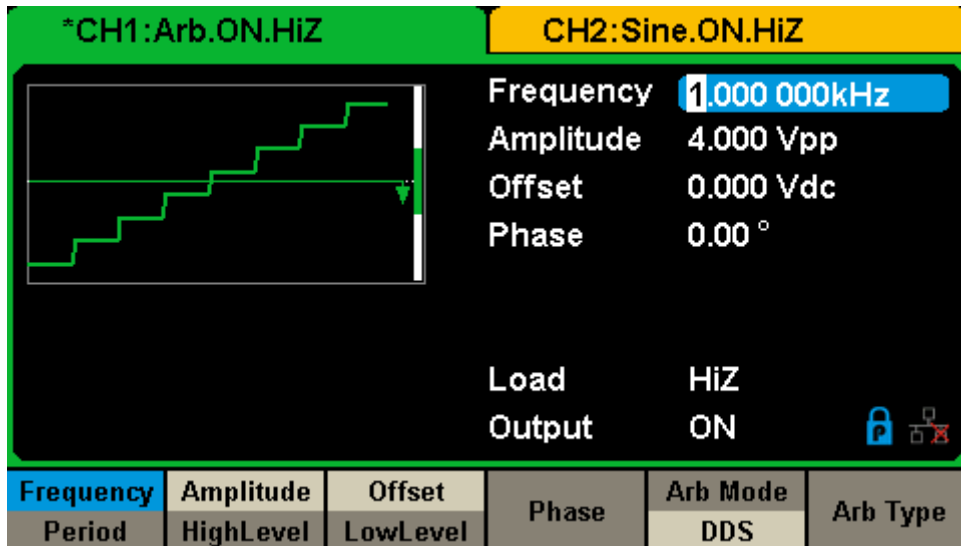 *CH1:Arb.ON.HiZ
CH2:Sine.ON.HiZ
Frequency 1.000 000kHz
Amplitude 4.000 Vpp
Offset 0.000 Vdc
Phase 0.00 °
Load HiZ
Output ON
P
Frequency Amplitude Offset Phase Arb Mode Arb Type
Period HighLevel LowLevel DDS